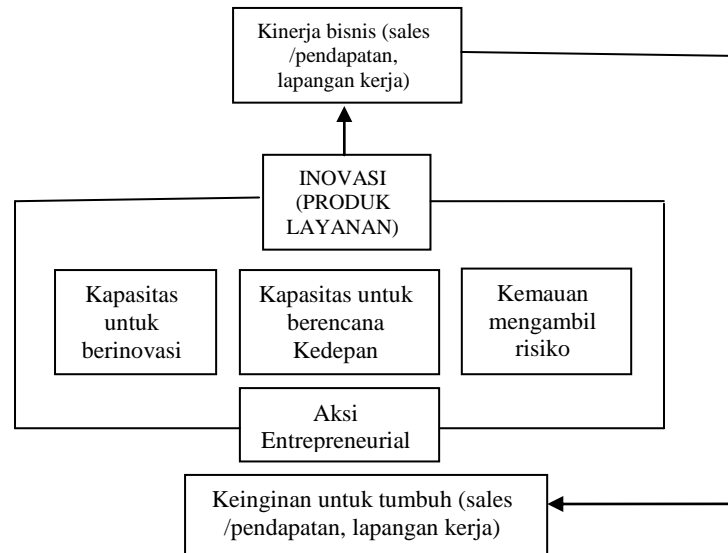 Kinerja bisnis (sales
/pendapatan,
lapangan kerja)
INOVASI
(PRODUK
LAYANAN)
Kapasitas
untuk
berinovasi
Kapasitas untuk
berencana
Kedepan
Kemauan
mengambil
risiko
Aksi
Entrepreneurial
Keinginan untuk tumbuh (sales
/pendapatan, lapangan kerja)